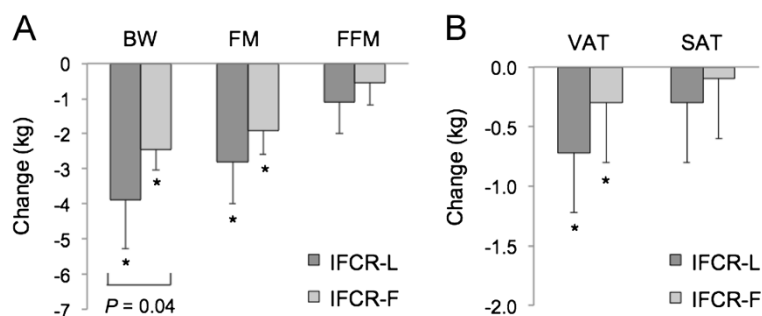 A
BW FM FFM
0
-1
-2
-3
-4
-5
-6
-7
Change (kg)
* * * *
P = 0.04
IFCR-L
IFCR-F
B
VAT SAT
0.0
-0.5
-1.0
-1.5
-2.0
Change (kg)
* *
IFCR-L
IFCR-F